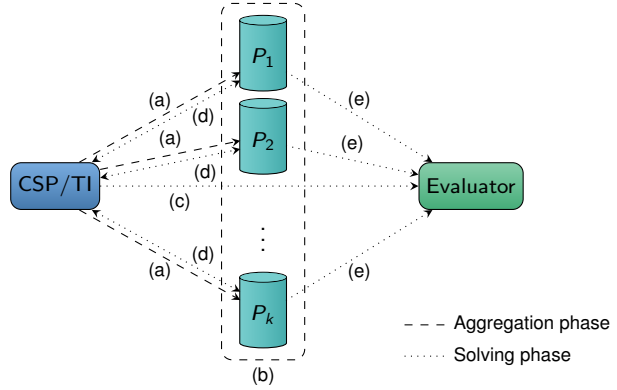 P1
(a)
(e)
(d)
(a)
P2
(e)
CSP/TI
(d)
Evaluator
(c)
⋮
(d)
(a)
(e)
Pk
Aggregation phase
Solving phase
(b)